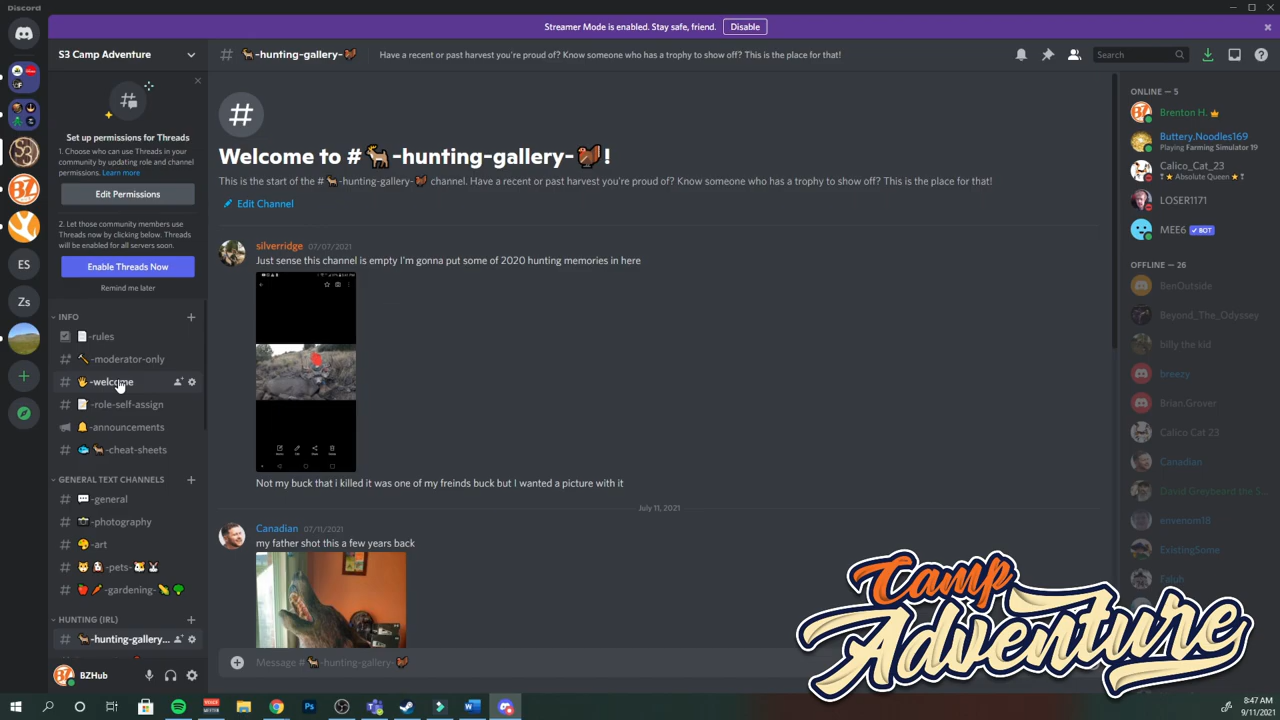 Discord
Streamer Mode is enabled. Stay safe, friend.
Disable
S3 Camp Adventure
-hunting-gallery-
Have a recent or past harvest you're proud of? Know someone who has a trophy to show off? This is the place for that!
Search
Set up permissions for Threads
1. Choose who can use Threads in your
community by updating role and channel
permissions. Learn more
Edit Permissions
2. Let those community members use
Threads now by clicking below. Threads
will be enabled for all servers soon.
Enable Threads Now
Remind me later
INFO
-rules
-moderator-only
-welcome
-role-self-assign
-announcements
-cheat-sheets
GENERAL TEXT CHANNELS
-general
-photography
-art
-pets-
-gardening-
HUNTING (IRL)
-hunting-gallery...
BZHub
S3
BZ
ES
Zs
#
Welcome to # -hunting-gallery- !
This is the start of the # -hunting-gallery- channel. Have a recent or past harvest you're proud of? Know someone who has a trophy to show off? This is the place for that!
Edit Channel
silverridge 07/07/2021
Just sense this channel is empty I'm gonna put some of 2020 hunting memories in here
Not my buck that i killed it was one of my freinds buck but I wanted a picture with it
July 11, 2021
Canadian 07/11/2021
my father shot this a few years back
Message # -hunting-gallery-
ONLINE — 5
Brenton H.
Buttery.Noodles169
Playing Farming Simulator 19
Calico_Cat_23
! ★ Absolute Queen ★ !
LOSER1171
MEE6 ✓ BOT
OFFLINE — 26
BenOutside
Beyond_The_Odyssey
billy the kid
breezy
Brian.Grover
Calico Cat 23
Canadian
David Greybeard the S...
envenom18
ExistingSome
Camp
Adventure
8:47 AM
9/11/2021